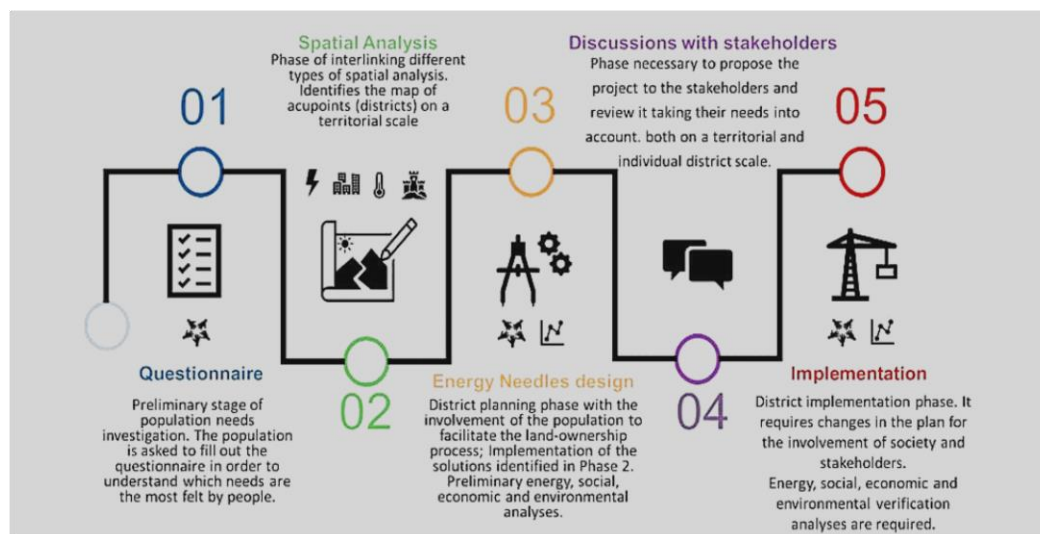 Spatial Analysis
Phase of interlinking different
types of spatial analysis.
Identifies the map of
acupoints (districts) on a
territorial scale
Discussions with stakeholders
Phase necessary to propose the
project to the stakeholders and
review it taking their needs into
account. both on a territorial and
individual district scale.
01
03
05
Questionnaire
Preliminary stage of
population needs
investigation. The population
is asked to fill out the
questionnaire in order to
understand which needs are
the most felt by people.
02
Energy Needles design
District planning phase with the
involvement of the population to
facilitate the land-ownership
process; Implementation of the
solutions identified in Phase 2.
Preliminary energy, social,
economic and environmental
analyses.
04
Implementation
District implementation phase. It
requires changes in the plan for
the involvement of society and
stakeholders.
Energy, social, economic and
environmental verification
analyses are required.